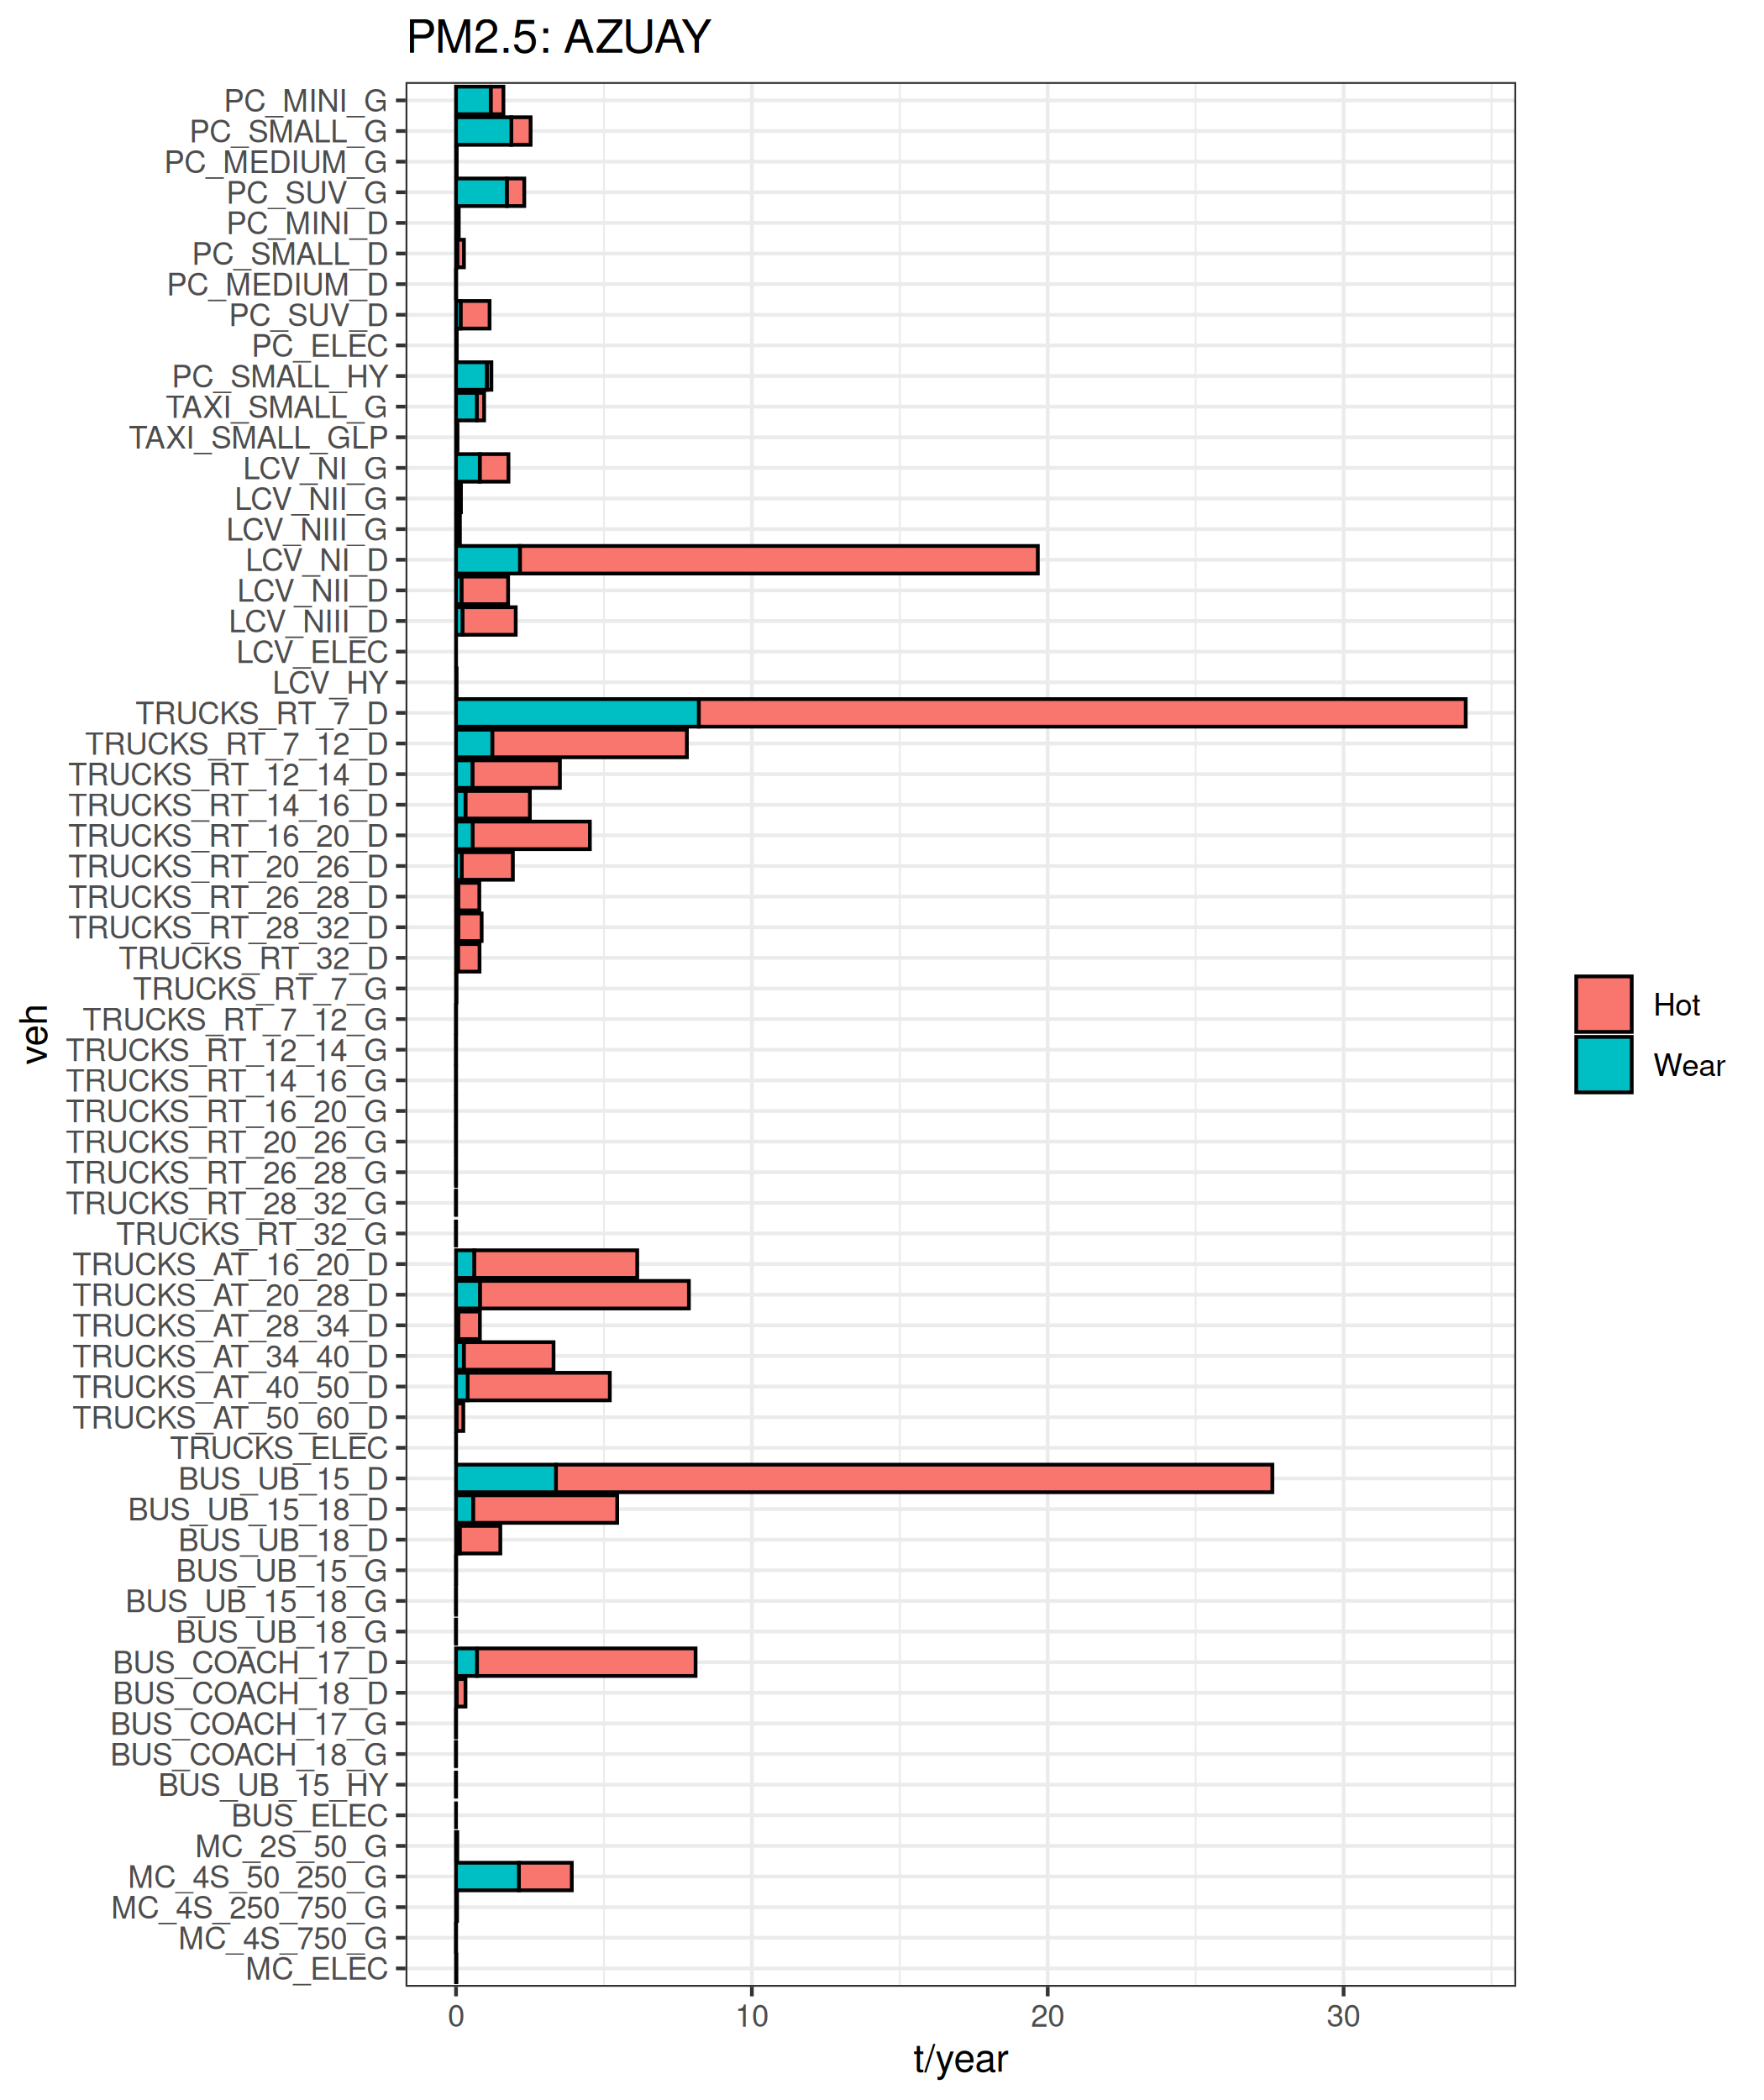 PM2.5: AZUAY
PC_MINI_G
PC_SMALL_G
PC_MEDIUM_G
PC_SUV_G
PC_MINI_D
PC_SMALL_D
PC_MEDIUM_D
PC_SUV_D
PC_ELEC
PC_SMALL_HY
TAXI_SMALL_G
TAXI_SMALL_GLP
LCV_NI_G
LCV_NII_G
LCV_NIII_G
LCV_NI_D
LCV_NII_D
LCV_NIII_D
LCV_ELEC
LCV_HY
TRUCKS_RT_7_D
TRUCKS_RT_7_12_D
TRUCKS_RT_12_14_D
TRUCKS_RT_14_16_D
TRUCKS_RT_16_20_D
TRUCKS_RT_20_26_D
TRUCKS_RT_26_28_D
TRUCKS_RT_28_32_D
TRUCKS_RT_32_D
TRUCKS_RT_7_G
TRUCKS_RT_7_12_G
TRUCKS_RT_12_14_G
TRUCKS_RT_14_16_G
TRUCKS_RT_16_20_G
TRUCKS_RT_20_26_G
TRUCKS_RT_26_28_G
TRUCKS_RT_28_32_G
TRUCKS_RT_32_G
TRUCKS_AT_16_20_D
TRUCKS_AT_20_28_D
TRUCKS_AT_28_34_D
TRUCKS_AT_34_40_D
TRUCKS_AT_40_50_D
TRUCKS_AT_50_60_D
TRUCKS_ELEC
BUS_UB_15_D
BUS_UB_15_18_D
BUS_UB_18_D
BUS_UB_15_G
BUS_UB_15_18_G
BUS_UB_18_G
BUS_COACH_17_D
BUS_COACH_18_D
BUS_COACH_17_G
BUS_COACH_18_G
BUS_UB_15_HY
BUS_ELEC
MC_2S_50_G
MC_4S_50_250_G
MC_4S_250_750_G
MC_4S_750_G
MC_ELEC
veh
0 10 20 30
t/year
Hot
Wear